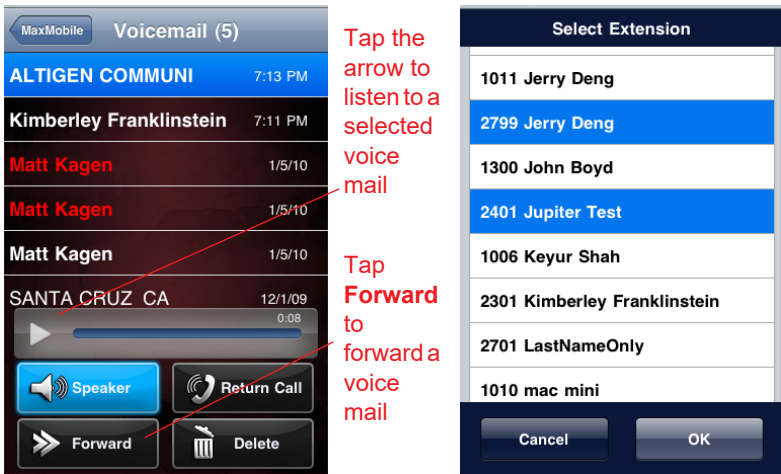 MaxMobile Voicemail (5)
ALTIGEN COMMUNI 7:13 PM
Kimberley Franklinstein 7:11 PM
Matt Kagen 1/5/10
Matt Kagen 1/5/10
Matt Kagen 1/5/10
SANTA CRUZ CA 12/1/09
0:08
Speaker Return Call
Forward Delete
Tap the
arrow to
listen to a
selected
voice
mail
Tap
Forward
to
forward a
voice
mail
Select Extension
1011 Jerry Deng
2799 Jerry Deng
1300 John Boyd
2401 Jupiter Test
1006 Keyur Shah
2301 Kimberley Franklinstein
2701 LastNameOnly
1010 mac mini
Cancel OK